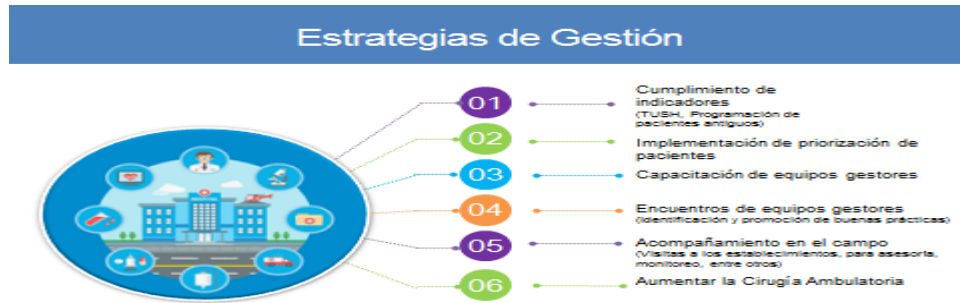 Estrategias de Gestión
01
Cumplimiento de
indicadores
(TUSH, Programación de
pacientes antiguos)
02
Implementación de priorización de
pacientes
03
Capacitación de equipos gestores
04
Encuentros de equipos gestores
(Identificación y promoción de buenas prácticas)
05
Acompañamiento en el campo
(Visitas a los establecimientos, para asesoría,
monitoreo, entre otros)
06
Aumentar la Cirugía Ambulatoria